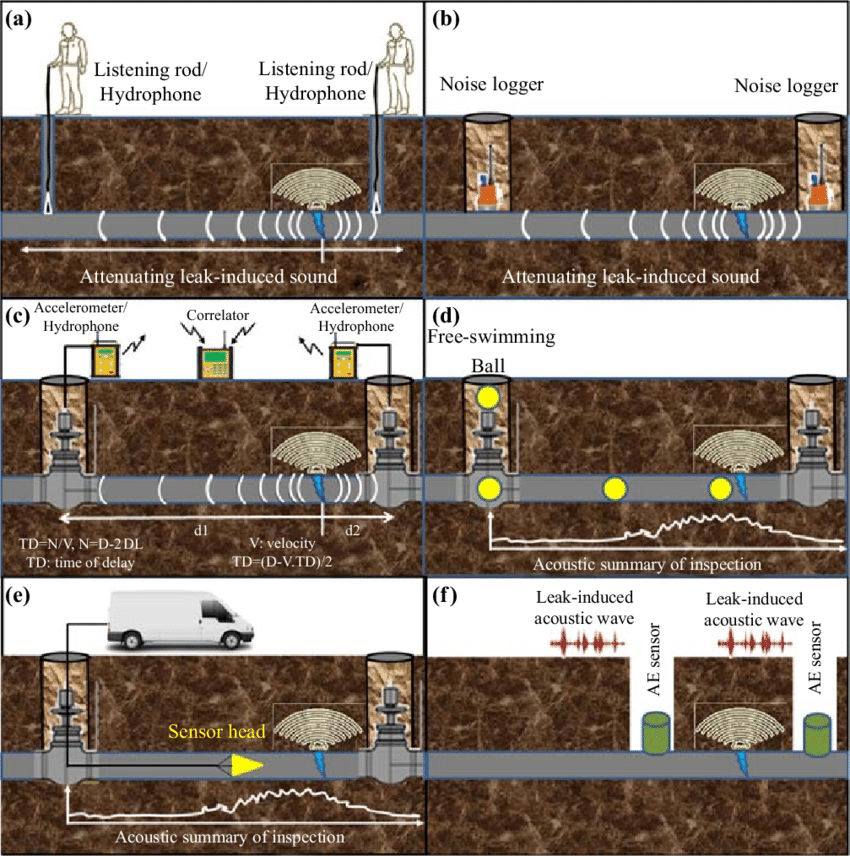 (a)
Listening rod/
Hydrophone
Listening rod/
Hydrophone
Attenuating leak-induced sound
(b)
Noise logger
Noise logger
Attenuating leak-induced sound
(c)
Accelerometer/
Hydrophone
Correlator
Accelerometer/
Hydrophone
d1
d2
TD=N/V, N=D-2DL
TD: time of delay
V: velocity
TD=(D-V.TD)/2
(d)
Free-swimming
Ball
Acoustic summary of inspection
(e)
Sensor head
Acoustic summary of inspection
(f)
Leak-induced
acoustic wave
Leak-induced
acoustic wave
AE sensor
AE sensor